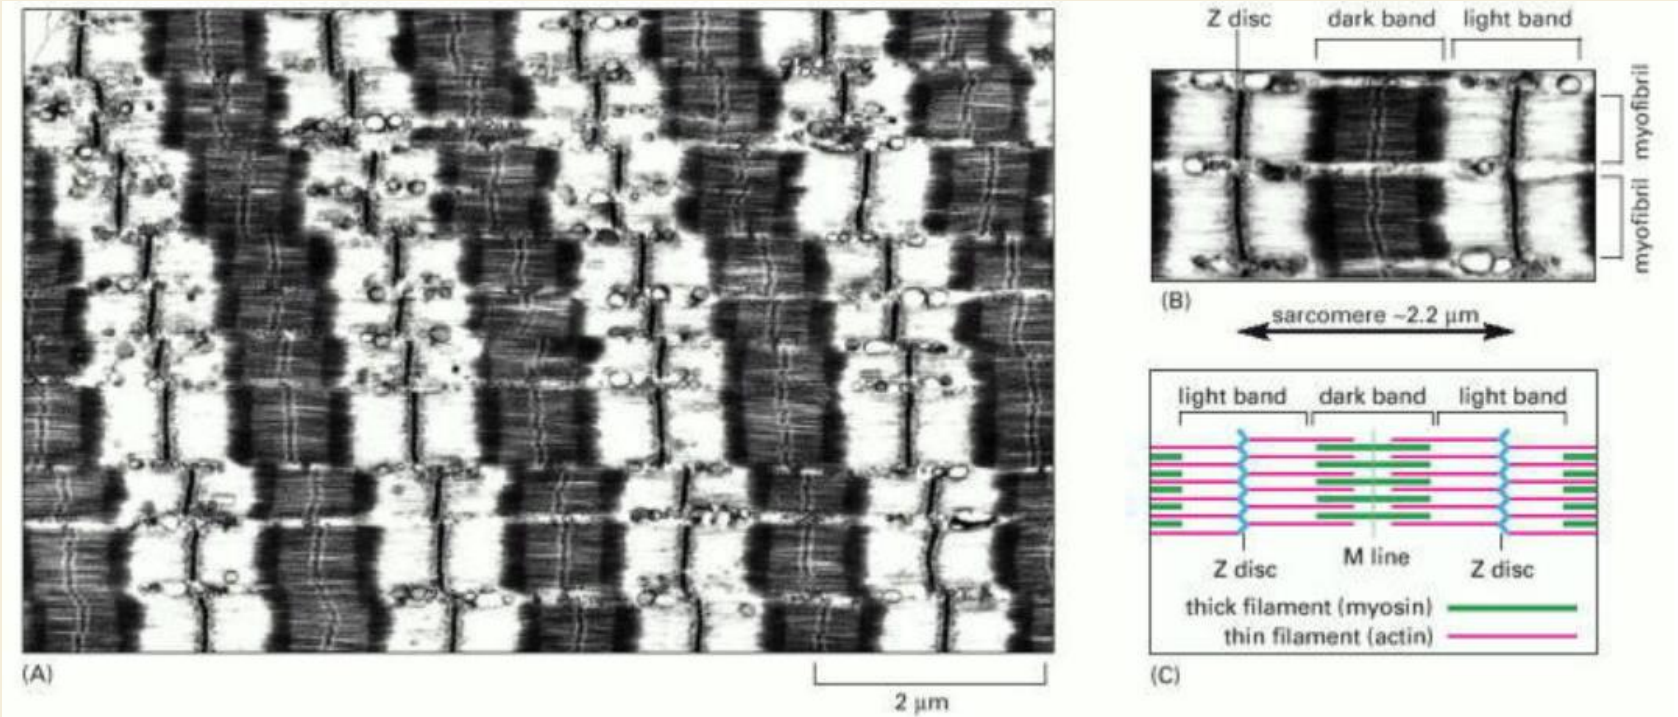 (A)
2 μm
Z disc dark band light band
myofibril
myofibril
(B)
sarcomere ~2.2 μm
light band dark band light band
Z disc M line Z disc
thick filament (myosin)
thin filament (actin)
(C)